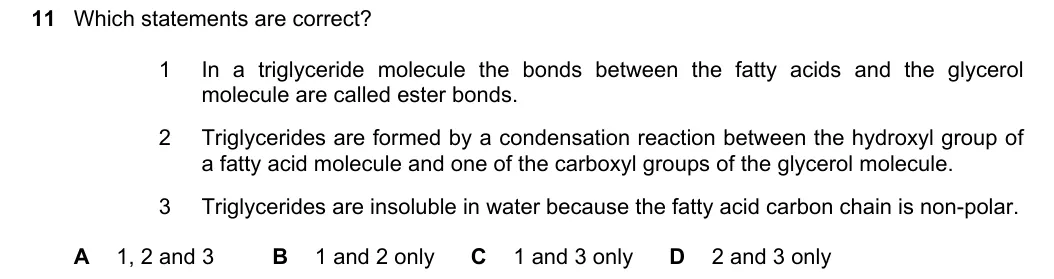 11 Which statements are correct?
1 In a triglyceride molecule the bonds between the fatty acids and the glycerol
molecule are called ester bonds.
2 Triglycerides are formed by a condensation reaction between the hydroxyl group of
a fatty acid molecule and one of the carboxyl groups of the glycerol molecule.
3 Triglycerides are insoluble in water because the fatty acid carbon chain is non-polar.
A 1, 2 and 3 B 1 and 2 only C 1 and 3 only D 2 and 3 only